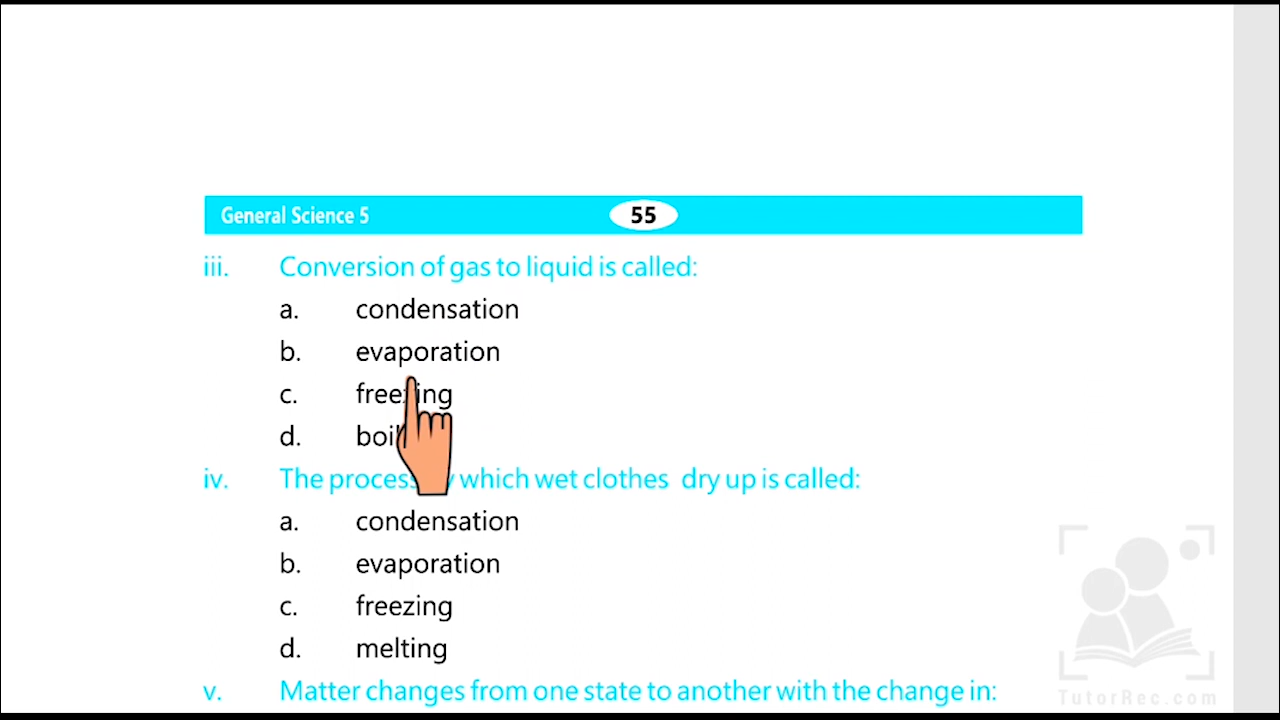 General Science 5 55
iii. Conversion of gas to liquid is called:
a. condensation
b. evaporation
c. freezing
d.
iv. The process which wet clothes dry up is called:
a. condensation
b. evaporation
c. freezing
d. melting
v. Matter changes from one state to another with the change in:
TutorRec.com